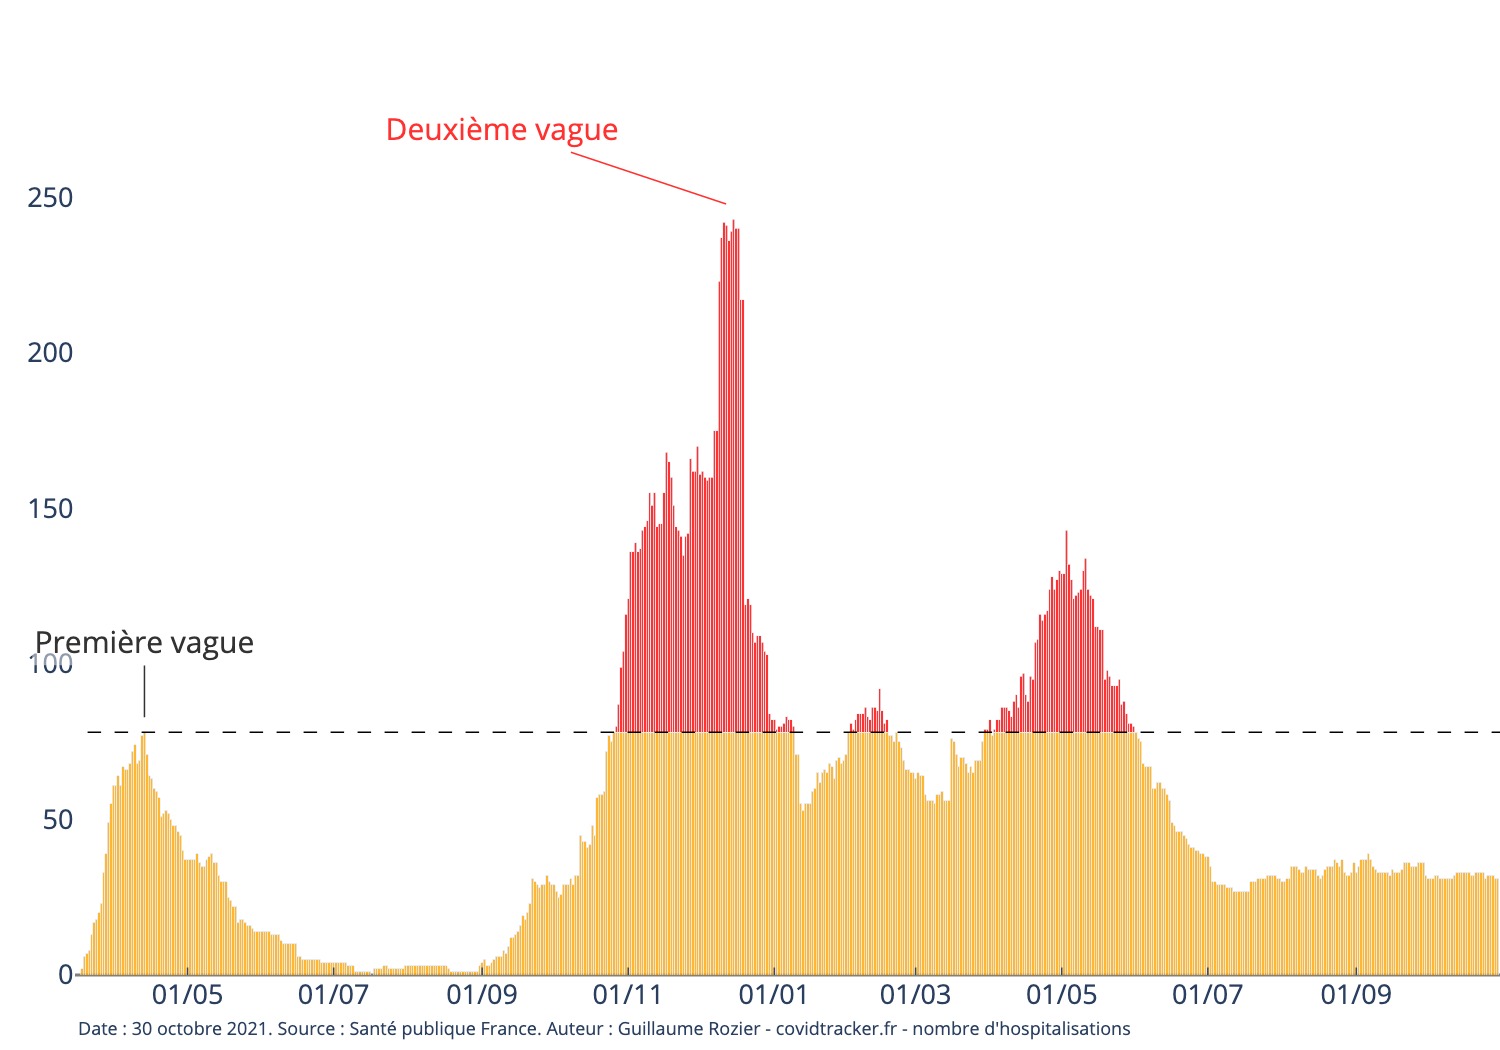 Deuxième vague
250
200
150
Première vague
100
50
0
01/05 01/07 01/09 01/11 01/01 01/03 01/05 01/07 01/09
Date : 30 octobre 2021. Source : Santé publique France. Auteur : Guillaume Rozier - covidtracker.fr - nombre d'hospitalisations